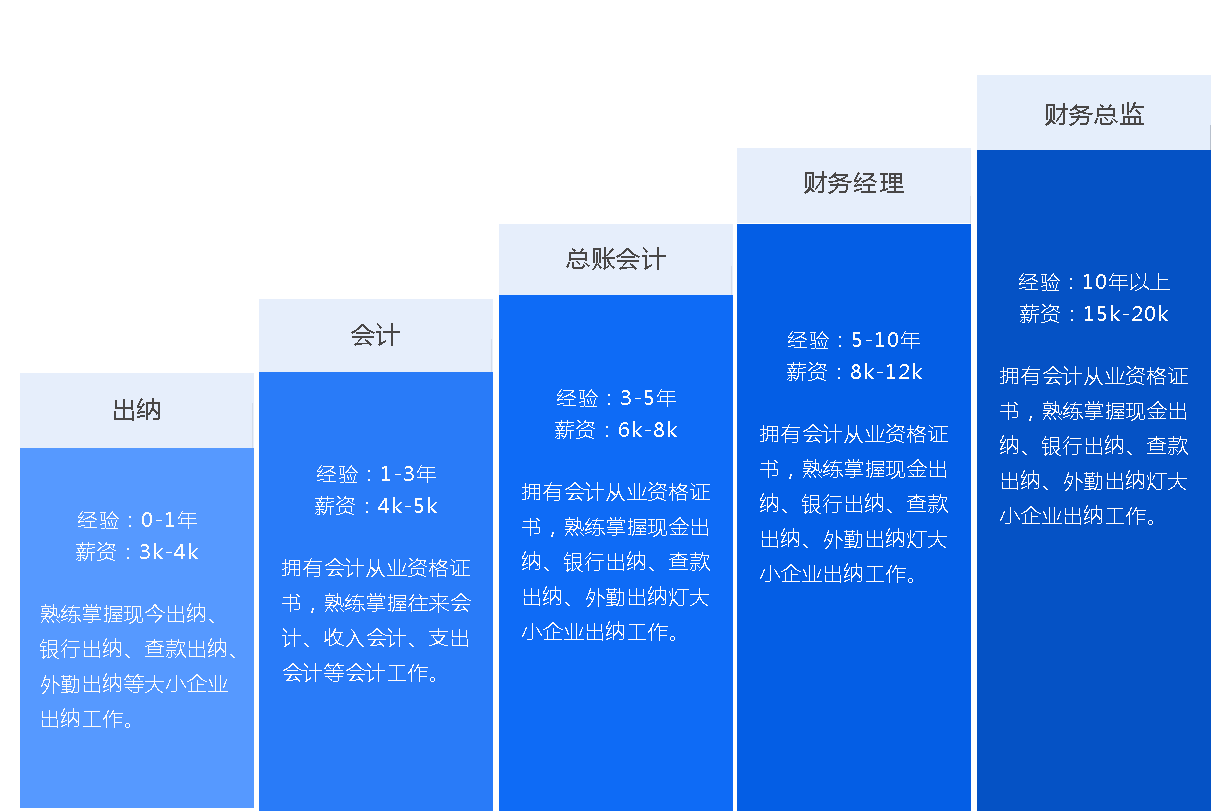 出纳
经验：0-1年
薪资：3k-4k
熟练掌握现今出纳、
银行出纳、查款出纳、
外勤出纳等大小企业
出纳工作。
会计
经验：1-3年
薪资：4k-5k
拥有会计从业资格证
书，熟练掌握往来会
计、收入会计、支出
会计等会计工作。
总账会计
经验：3-5年
薪资：6k-8k
拥有会计从业资格证
书，熟练掌握现金出
纳、银行出纳、查款
出纳、外勤出纳灯大
小企业出纳工作。
财务经理
经验：5-10年
薪资：8k-12k
拥有会计从业资格证
书，熟练掌握现金出
纳、银行出纳、查款
出纳、外勤出纳灯大
小企业出纳工作。
财务总监
经验：10年以上
薪资：15k-20k
拥有会计从业资格证
书，熟练掌握现金出
纳、银行出纳、查款
出纳、外勤出纳灯大
小企业出纳工作。